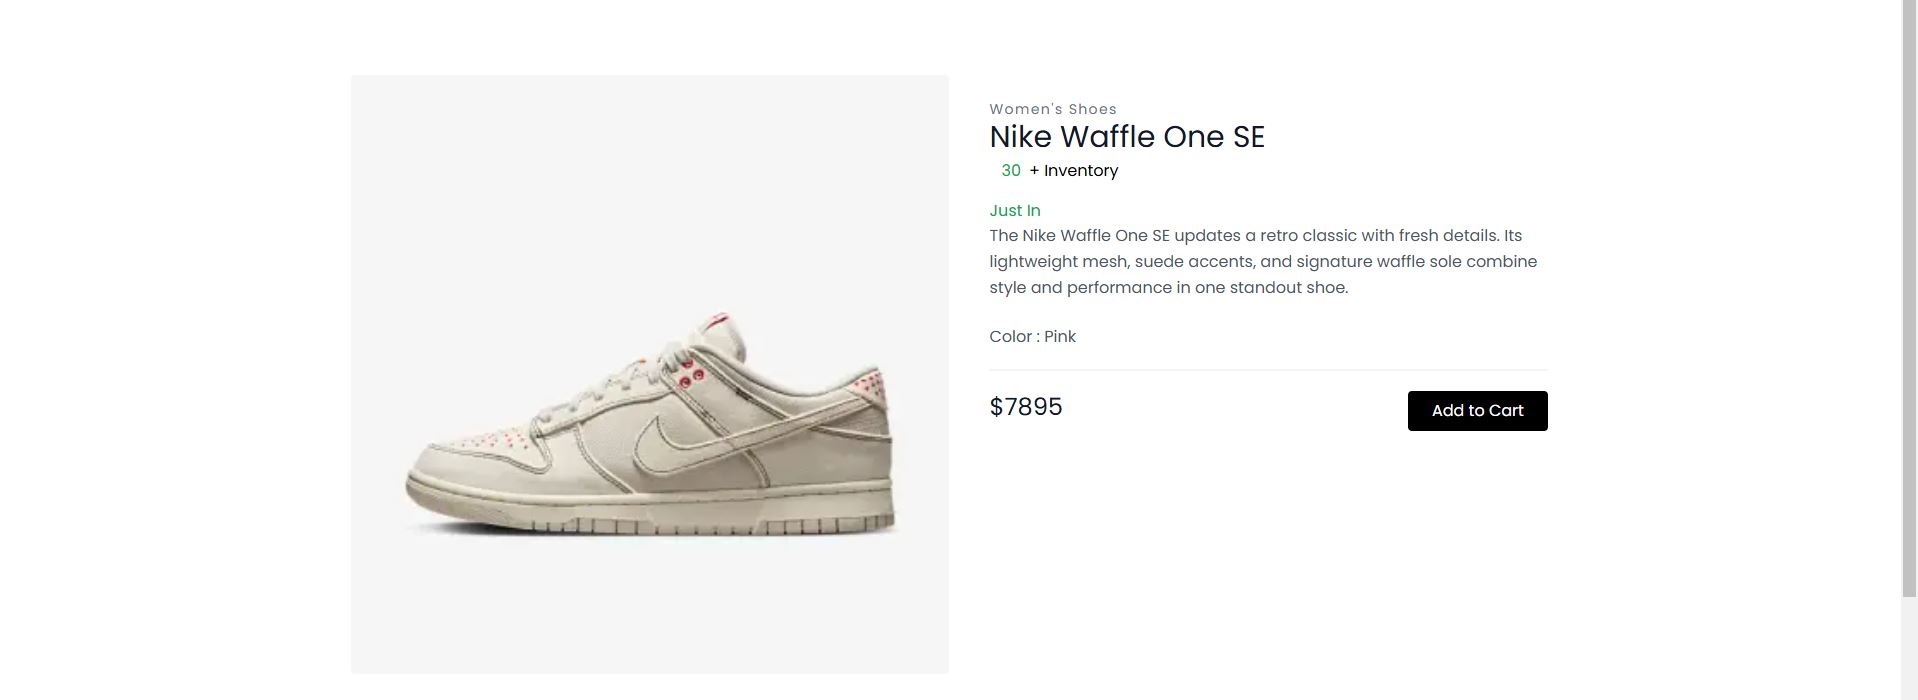 Women's Shoes
Nike Waffle One SE
30 + Inventory
Just In
The Nike Waffle One SE updates a retro classic with fresh details. Its
lightweight mesh, suede accents, and signature waffle sole combine
style and performance in one standout shoe.
Color : Pink
$7895
Add to Cart